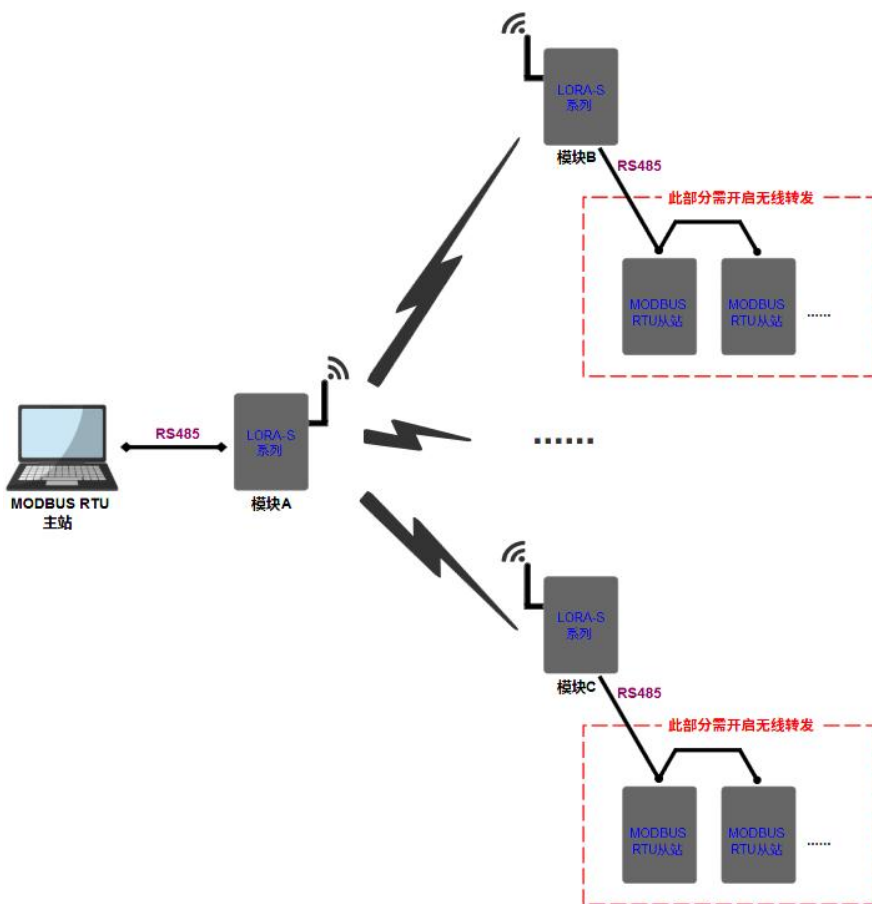 LORA-S
系列
模块B
RS485
此部分需开启无线转发
MODBUS
RTU从站
MODBUS
RTU从站
......
RS485
LORA-S
系列
模块A
MODBUS RTU
主站
......
LORA-S
系列
模块C
RS485
此部分需开启无线转发
MODBUS
RTU从站
MODBUS
RTU从站
......